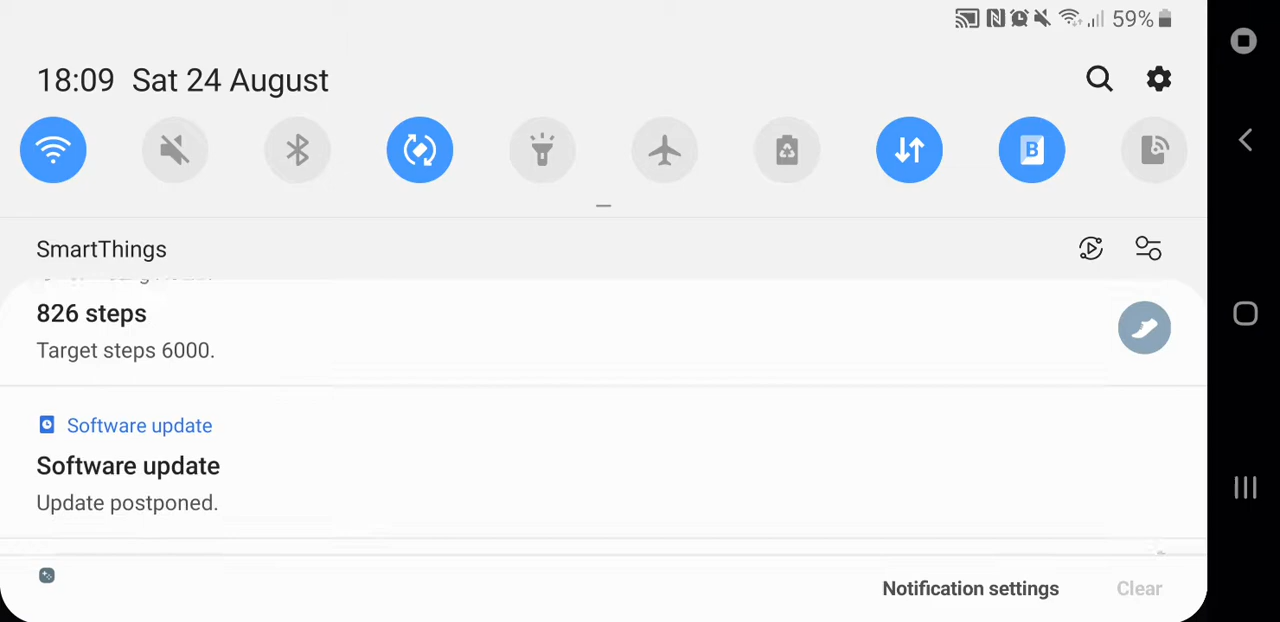 59%
18:09 Sat 24 August
B
SmartThings
826 steps
Target steps 6000.
Software update
Software update
Update postponed.
Notification settings
Clear